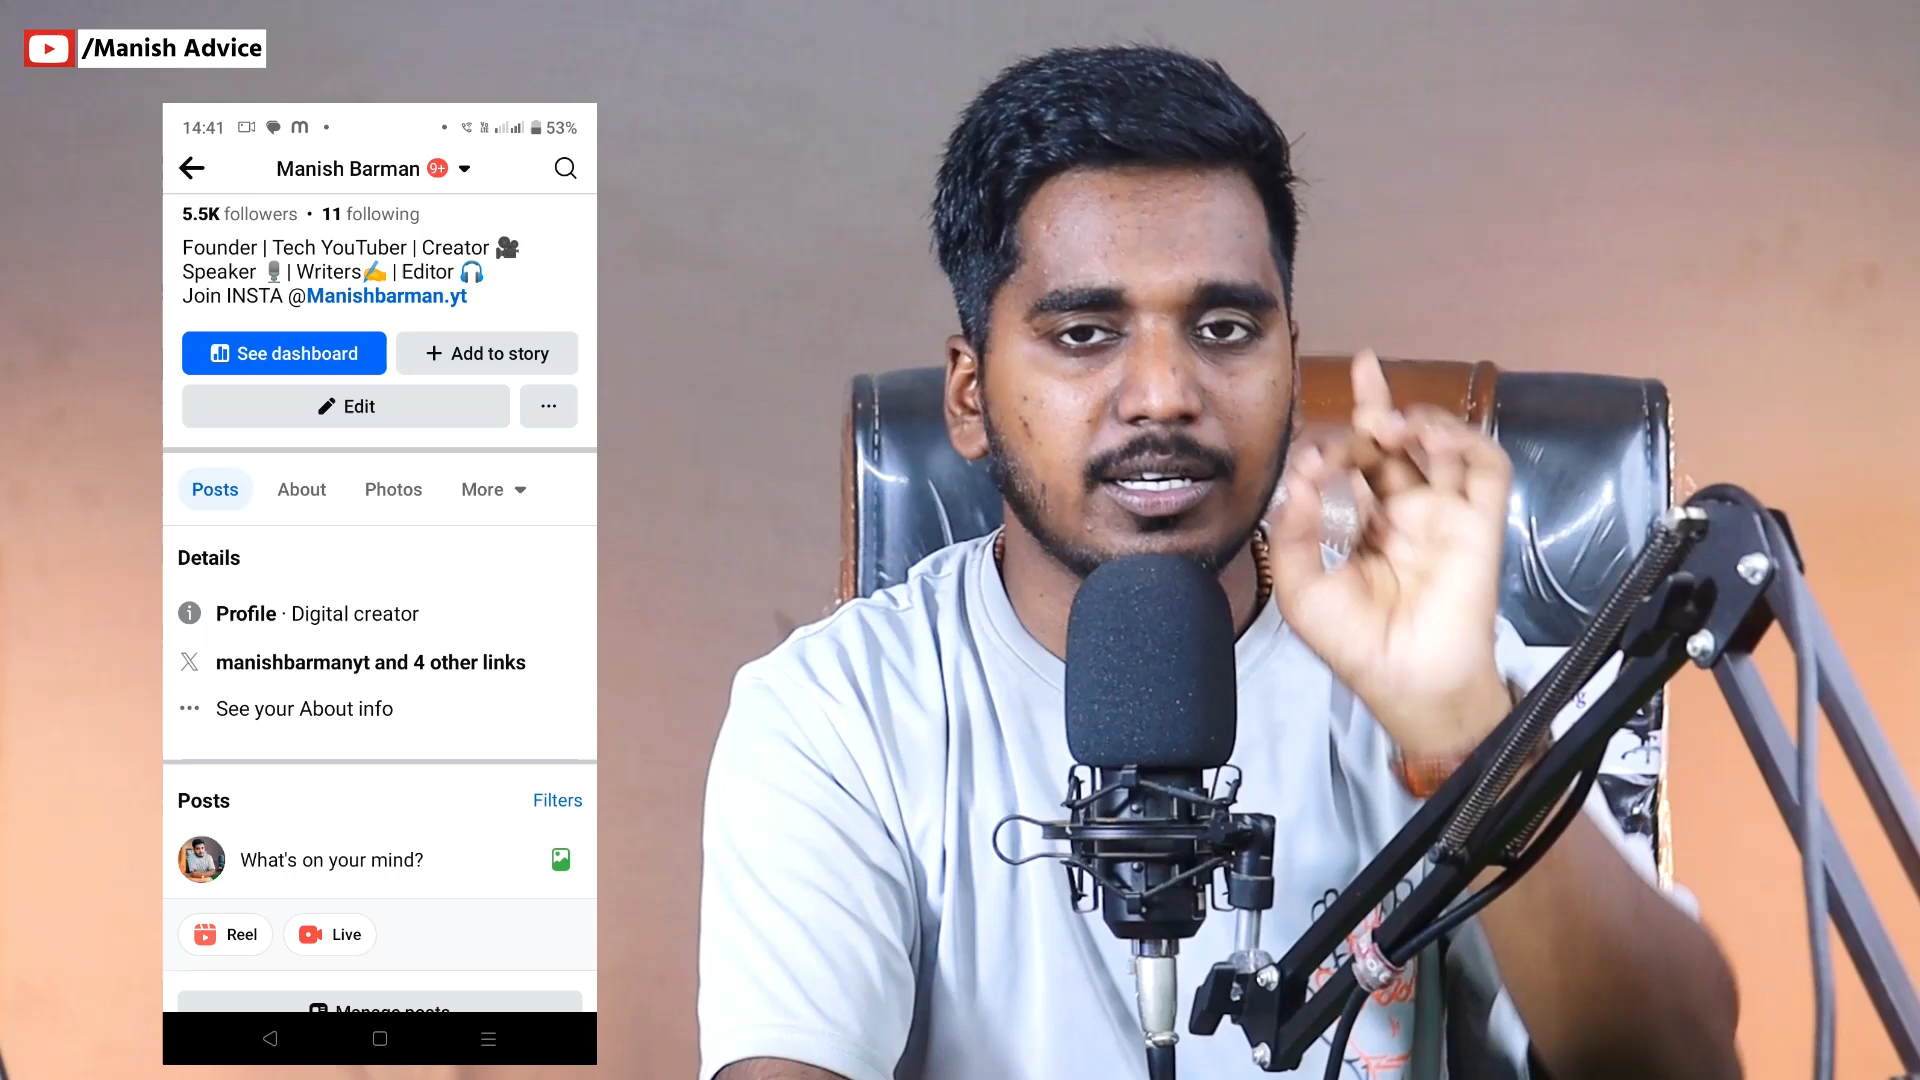 /Manish Advice
14:41 53%
Manish Barman 9+
5.5K followers • 11 following
Founder | Tech YouTuber | Creator 🎥
Speaker 🎙️| Writers✍️ | Editor 🎧
Join INSTA @Manishbarman.yt
See dashboard
+ Add to story
Edit
Posts About Photos More
Details
Profile · Digital creator
manishbarmanyt and 4 other links
See your About info
Posts Filters
What's on your mind?
Reel Live
Manage posts